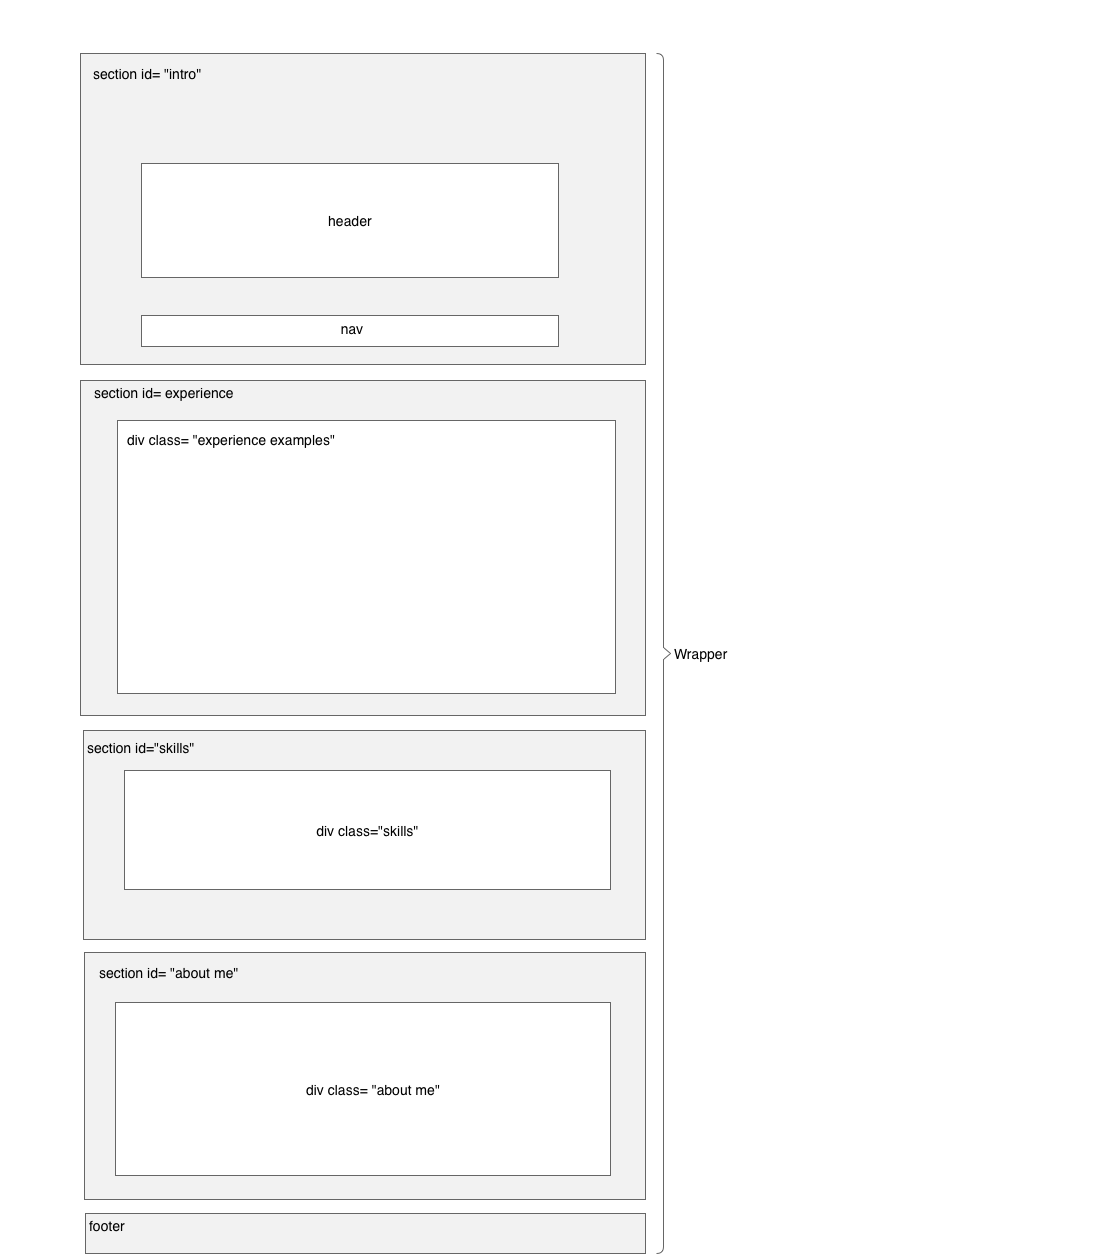 section id= "intro"
header
nav
section id= experience
div class= "experience examples"
Wrapper
section id="skills"
div class="skills"
section id= "about me"
div class= "about me"
footer